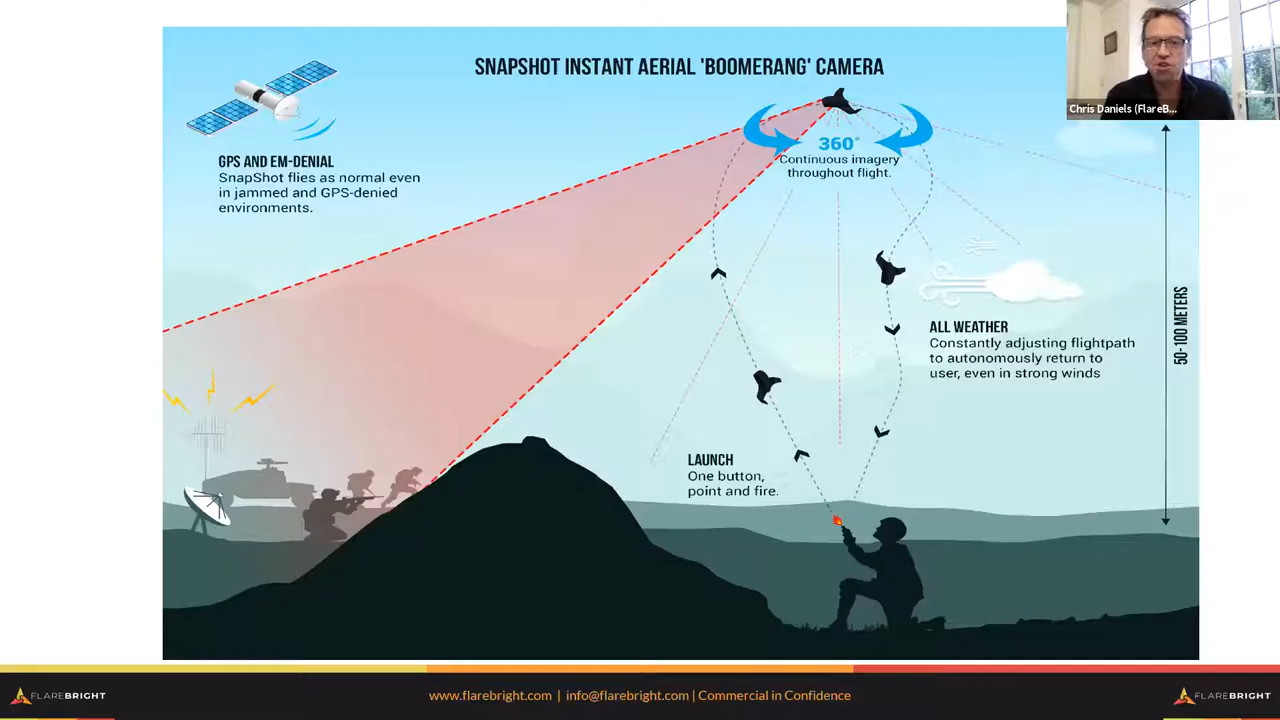 SNAPSHOT INSTANT AERIAL 'BOOMERANG' CAMERA
Chris Daniels (FlareB...
360°
Continuous imagery
throughout flight.
GPS AND EM-DENIAL
SnapShot flies as normal even
in jammed and GPS-denied
environments.
ALL WEATHER
Constantly adjusting flightpath
to autonomously return to
user, even in strong winds
50-100 METERS
LAUNCH
One button,
point and fire.
FLAREBRIGHT
www.flarebright.com | info@flarebright.com | Commercial in Confidence
FLAREBRIGHT